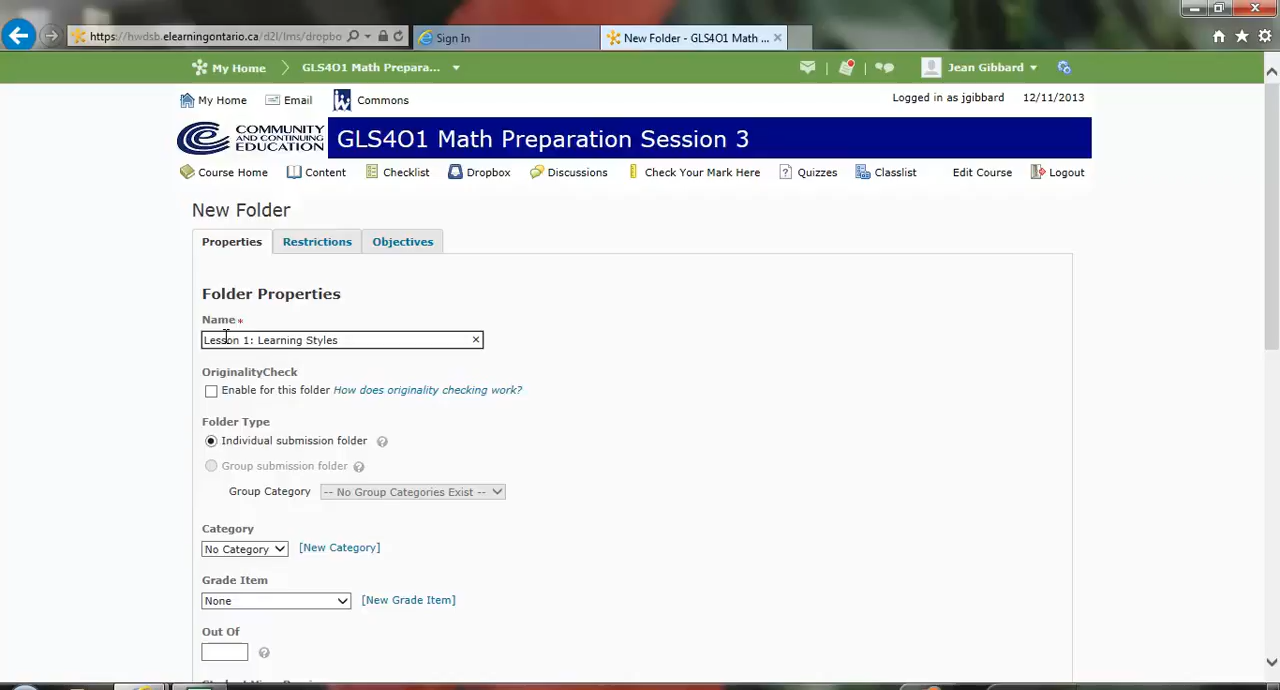 https://hwdsb.elearningontario.ca/d2l/lms/dropbo
Sign In
New Folder - GLS4O1 Math ...
My Home
GLS4O1 Math Prepara...
Jean Gibbard
My Home
Email
Commons
Logged in as jgibbard
12/11/2013
COMMUNITY
AND CONTINUING
EDUCATION
GLS4O1 Math Preparation Session 3
Course Home
Content
Checklist
Dropbox
Discussions
Check Your Mark Here
Quizzes
Classlist
Edit Course
Logout
New Folder
Properties
Restrictions
Objectives
Folder Properties
Name *
Lesson 1: Learning Styles
OriginalityCheck
Enable for this folder How does originality checking work?
Folder Type
Individual submission folder
Group submission folder
Group Category -- No Group Categories Exist --
Category
No Category [New Category]
Grade Item
None [New Grade Item]
Out Of